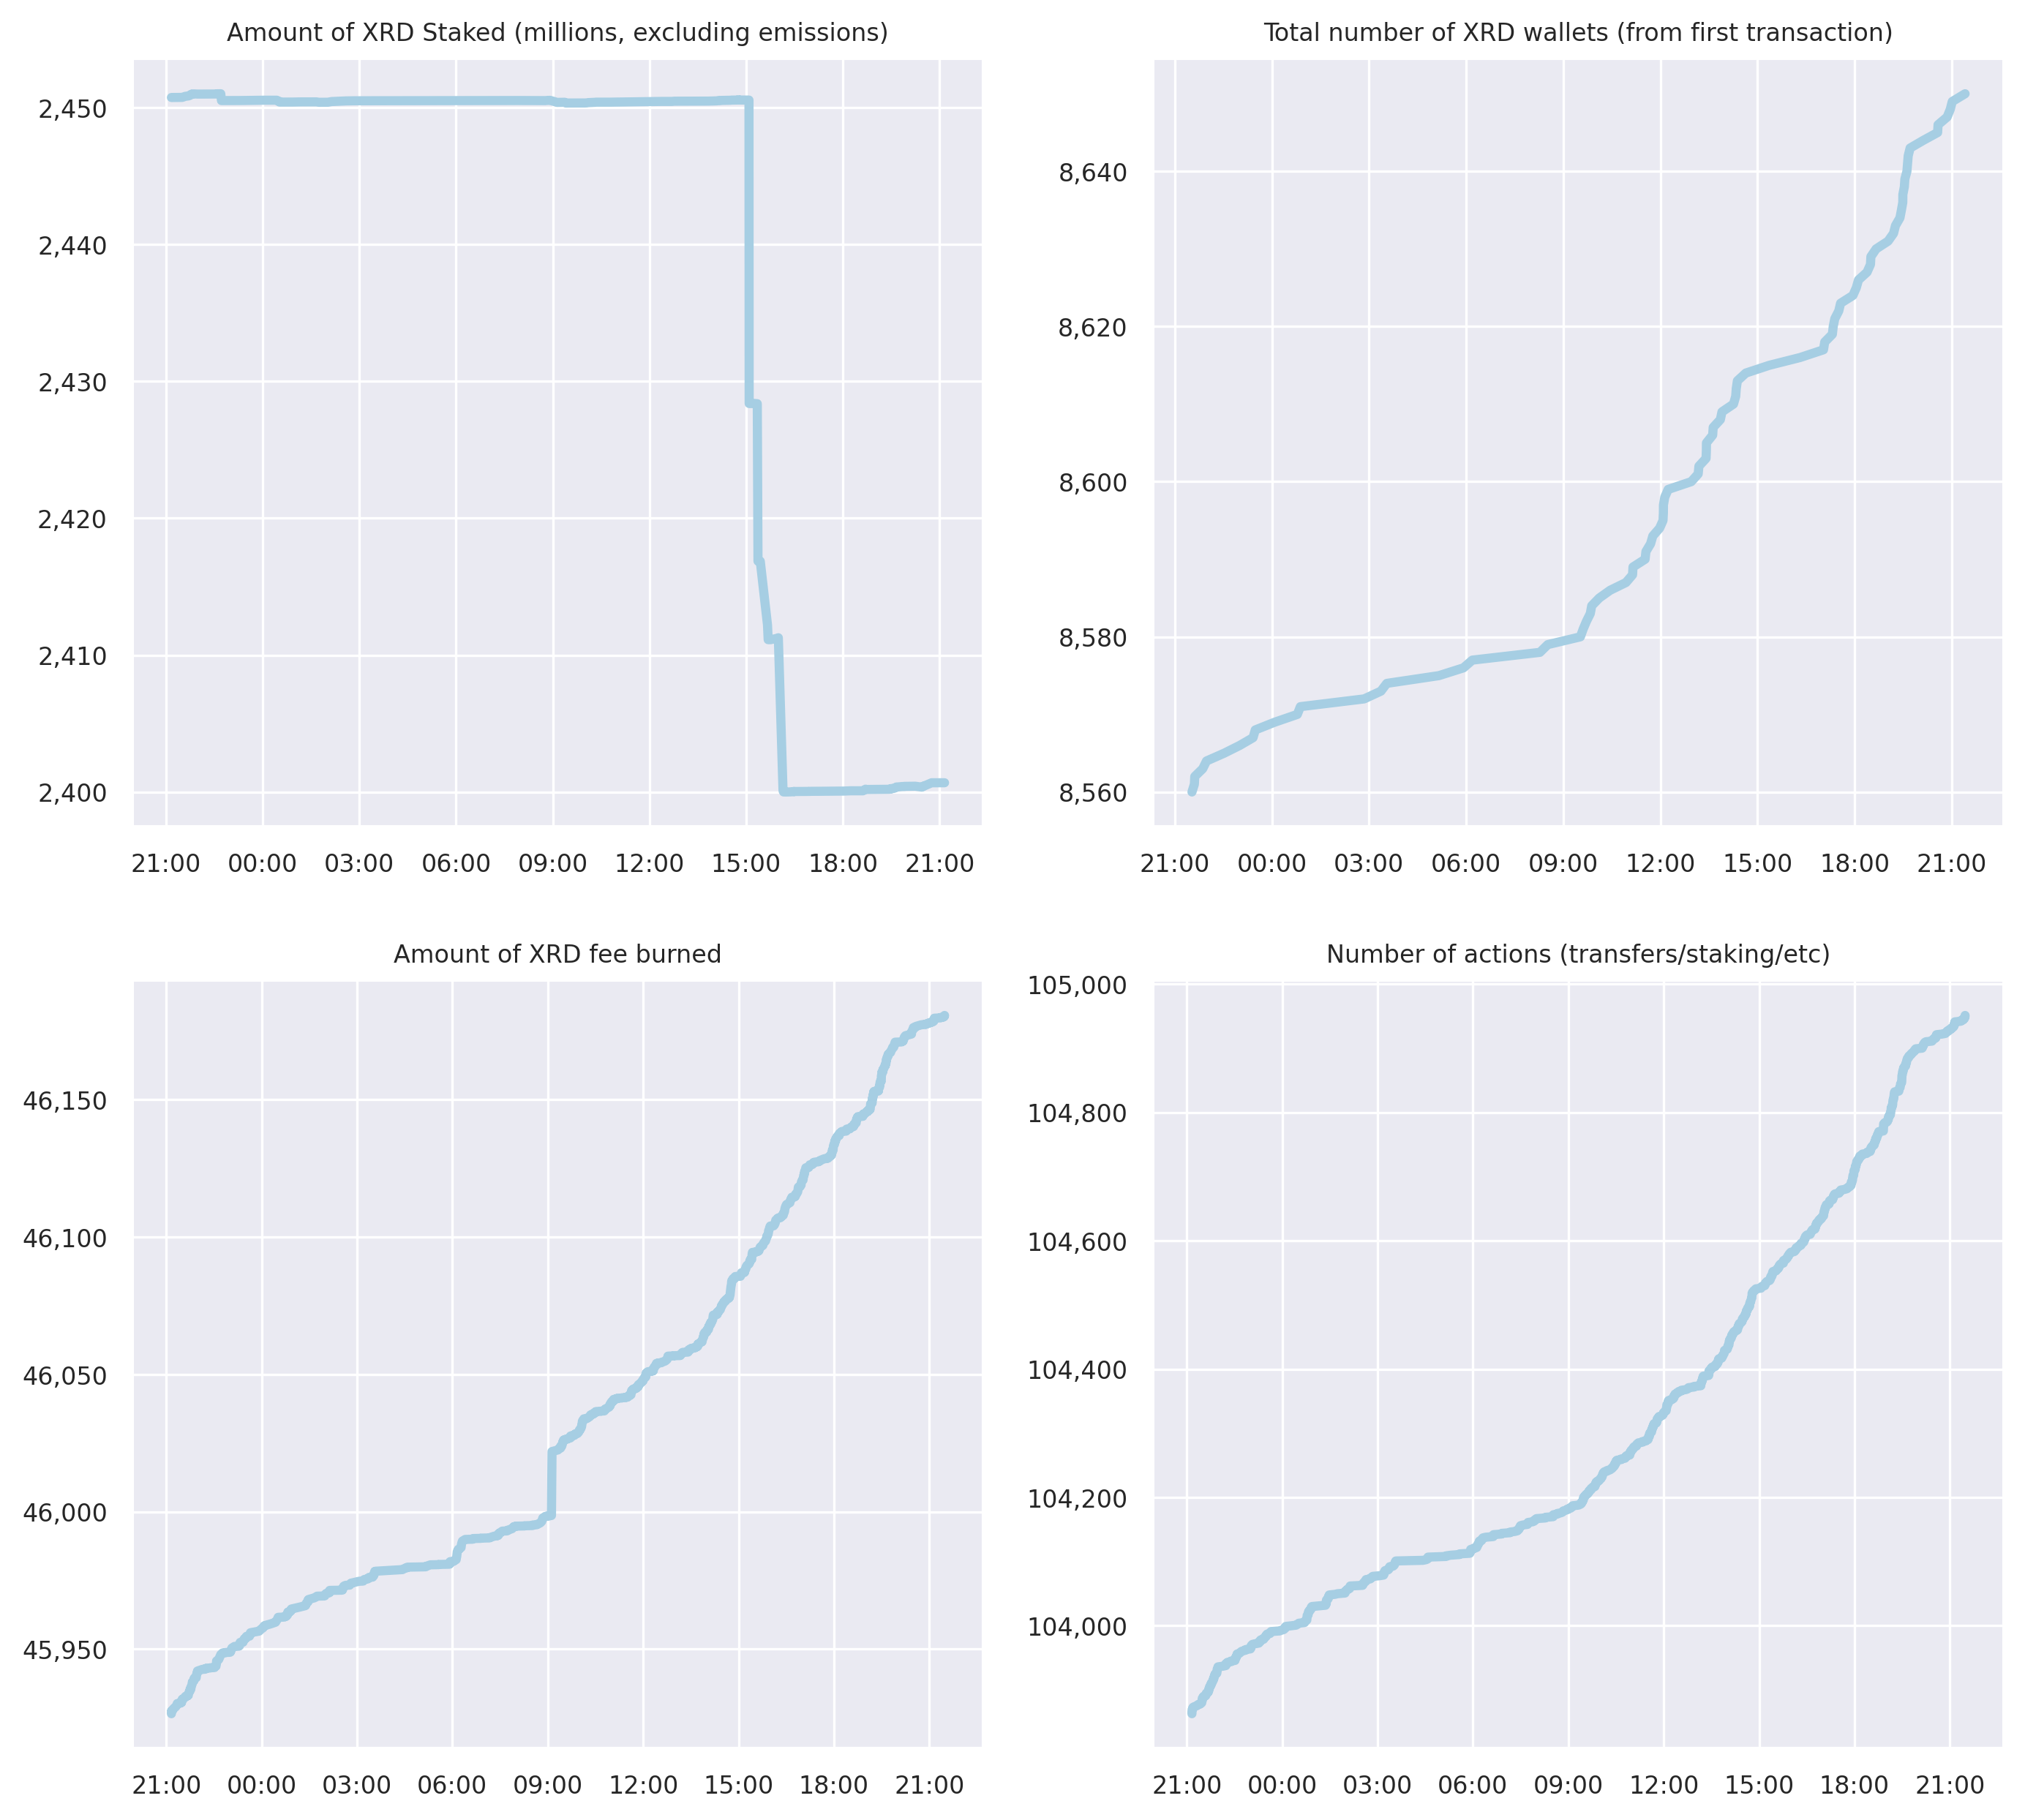 Amount of XRD Staked (millions, excluding emissions)
2,450
2,440
2,430
2,420
2,410
2,400
21:00 00:00 03:00 06:00 09:00 12:00 15:00 18:00 21:00
Total number of XRD wallets (from first transaction)
8,640
8,620
8,600
8,580
8,560
21:00 00:00 03:00 06:00 09:00 12:00 15:00 18:00 21:00
Amount of XRD fee burned
46,150
46,100
46,050
46,000
45,950
21:00 00:00 03:00 06:00 09:00 12:00 15:00 18:00 21:00
Number of actions (transfers/staking/etc)
105,000
104,800
104,600
104,400
104,200
104,000
21:00 00:00 03:00 06:00 09:00 12:00 15:00 18:00 21:00